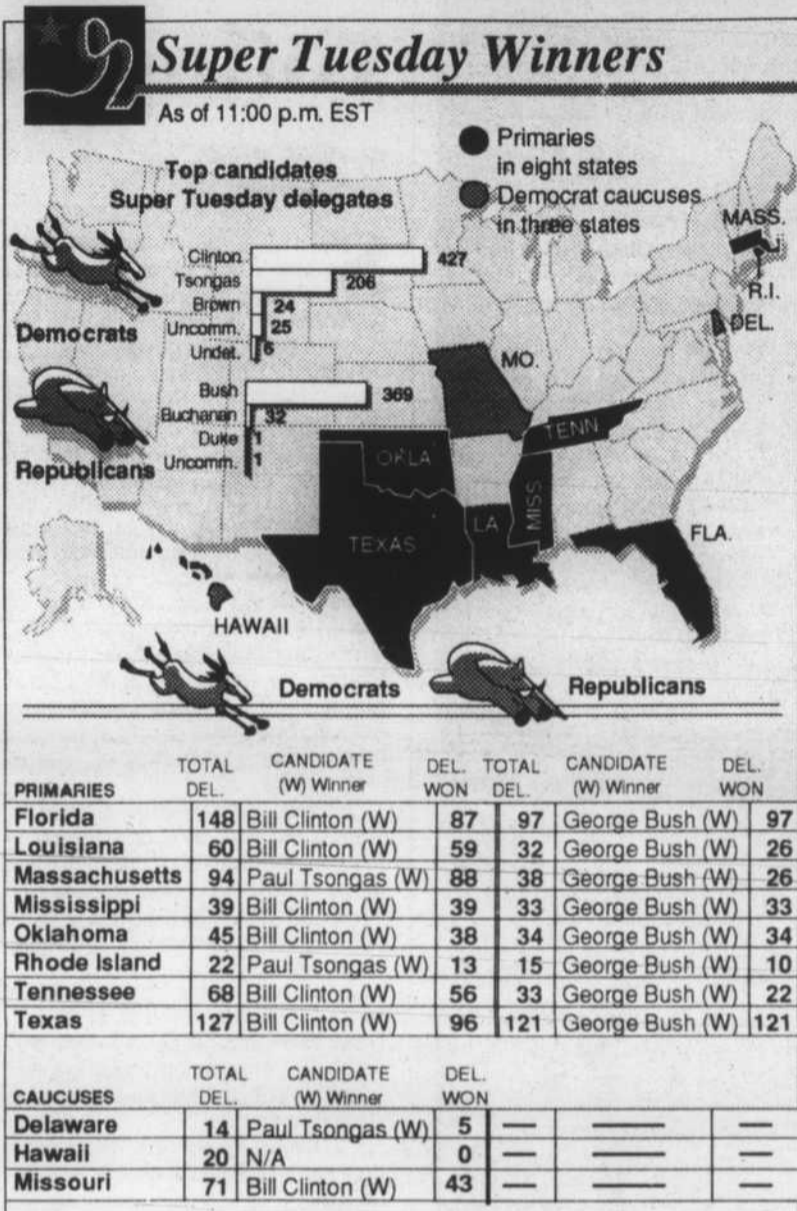 Super Tuesday Winners
As of 11:00 p.m. EST
Primaries
in eight states
Democrat caucuses
in three states
Top candidates
Super Tuesday delegates
Clinton 427
Tsongas 206
Brown 24
Uncomm. 25
Undet. 6
Democrats
Bush 369
Buchanan 32
Duke 1
Uncomm. 1
Republicans
MASS.
R.I.
DEL.
MO.
TENN
OKLA
MISS
LA
TEXAS
FLA.
HAWAII
Democrats Republicans
TOTAL CANDIDATE DEL. TOTAL CANDIDATE DEL.
PRIMARIES DEL. (W) Winner WON DEL. (W) Winner WON
Florida 148 Bill Clinton (W) 87 97 George Bush (W) 97
Louisiana 60 Bill Clinton (W) 59 32 George Bush (W) 26
Massachusetts 94 Paul Tsongas (W) 88 38 George Bush (W) 26
Mississippi 39 Bill Clinton (W) 39 33 George Bush (W) 33
Oklahoma 45 Bill Clinton (W) 38 34 George Bush (W) 34
Rhode Island 22 Paul Tsongas (W) 13 15 George Bush (W) 10
Tennessee 68 Bill Clinton (W) 56 33 George Bush (W) 22
Texas 127 Bill Clinton (W) 96 121 George Bush (W) 121
TOTAL CANDIDATE DEL.
CAUCUSES DEL. (W) Winner WON
Delaware 14 Paul Tsongas (W) 5 — — —
Hawaii 20 N/A 0 — — —
Missouri 71 Bill Clinton (W) 43 — — —